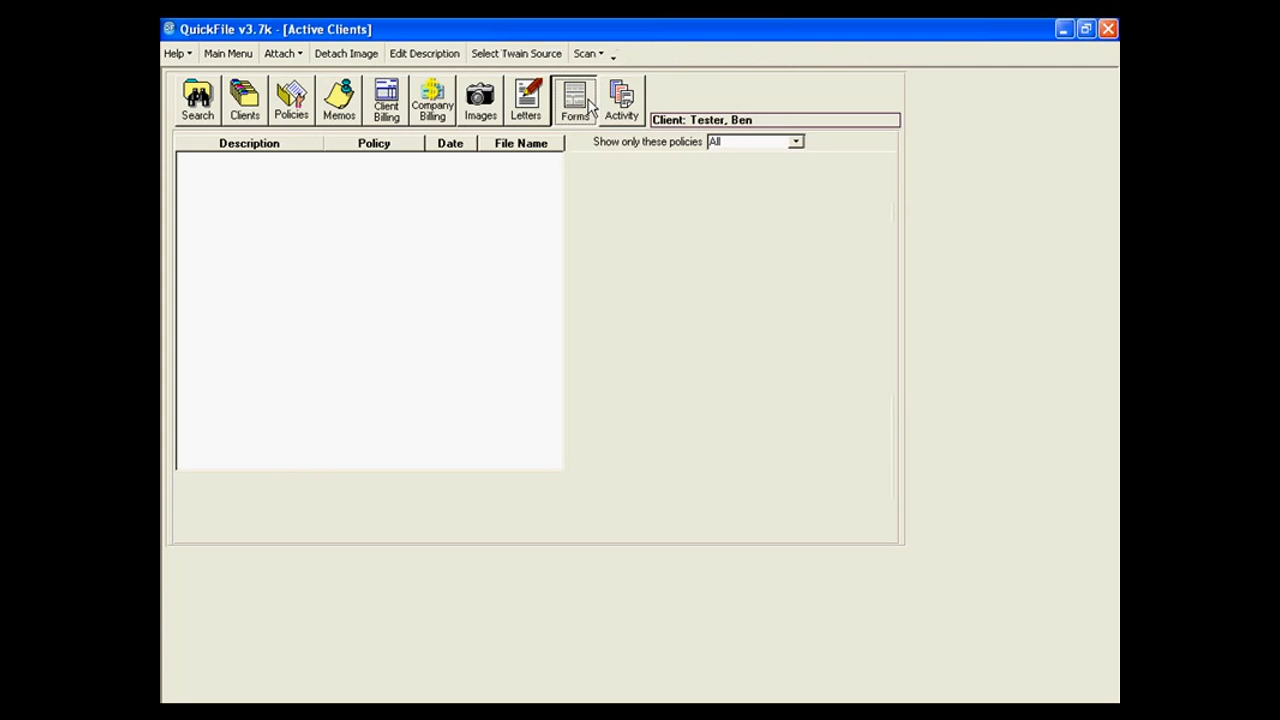 QuickFile v3.7k - [Active Clients]
Help Main Menu Attach Detach Image Edit Description Select Twain Source Scan
Search Clients Policies Memos Client Billing Company Billing Images Letters Forms Activity
Client: Tester, Ben
Description Policy Date File Name Show only these policies All